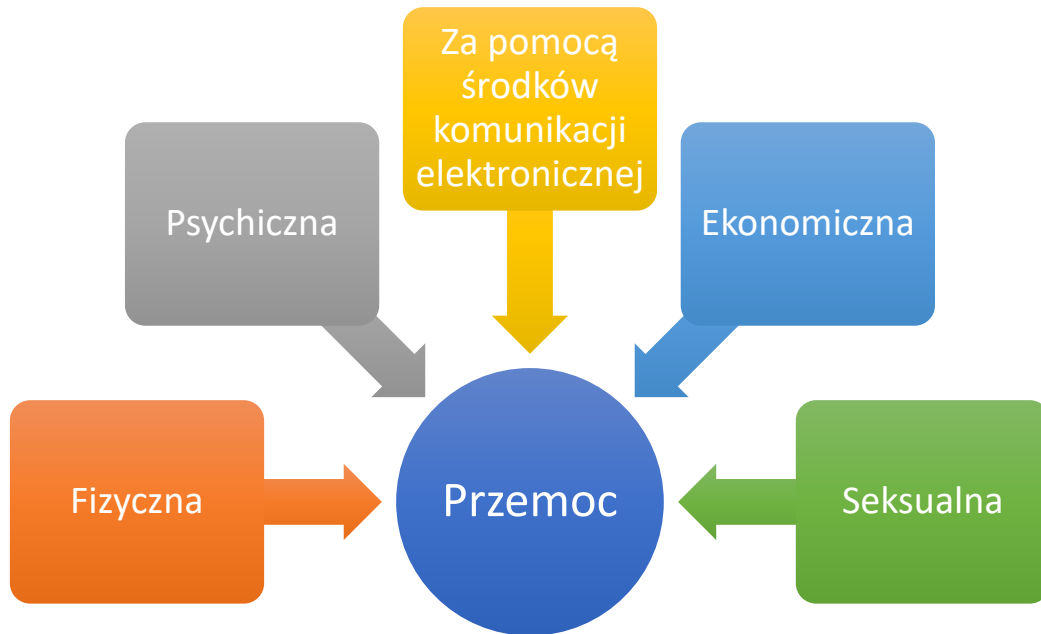 Za pomocą
środków
komunikacji
elektronicznej
Psychiczna
Ekonomiczna
Fizyczna
Przemoc
Seksualna